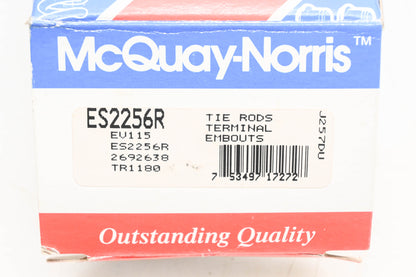 McQuay-Norris™
ES2256R
EV115
ES2256R
2692638
TR1180
TIE RODS
TERMINAL
EMBOUTS
7 53497 17272
J257DU
Outstanding Quality